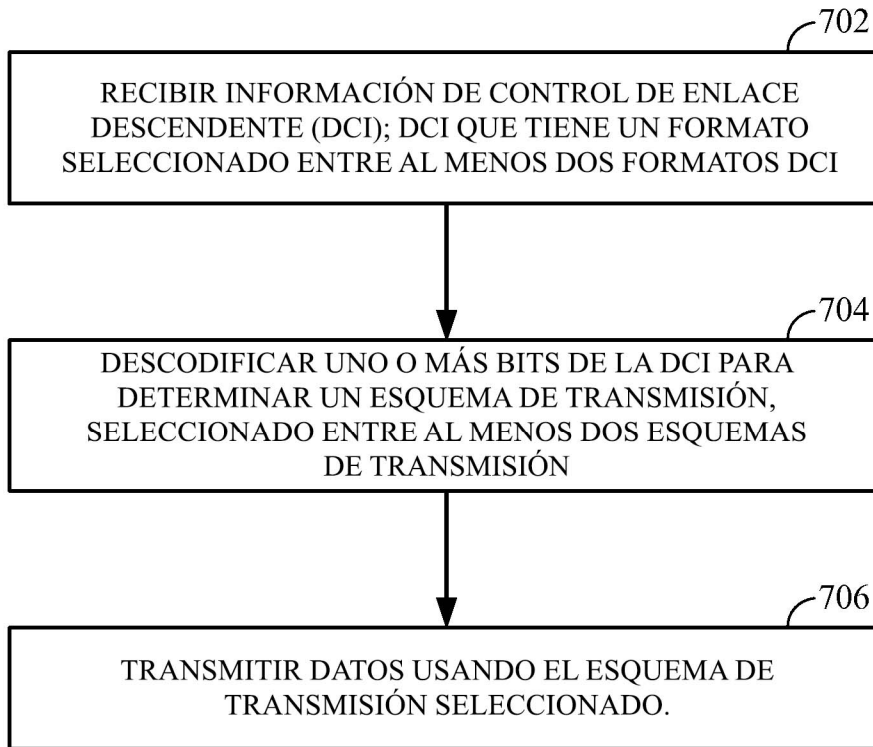 702
RECIBIR INFORMACIÓN DE CONTROL DE ENLACE
DESCENDENTE (DCI); DCI QUE TIENE UN FORMATO
SELECCIONADO ENTRE AL MENOS DOS FORMATOS DCI
704
DESCODIFICAR UNO O MÁS BITS DE LA DCI PARA
DETERMINAR UN ESQUEMA DE TRANSMISIÓN,
SELECCIONADO ENTRE AL MENOS DOS ESQUEMAS
DE TRANSMISIÓN
706
TRANSMITIR DATOS USANDO EL ESQUEMA DE
TRANSMISIÓN SELECCIONADO.